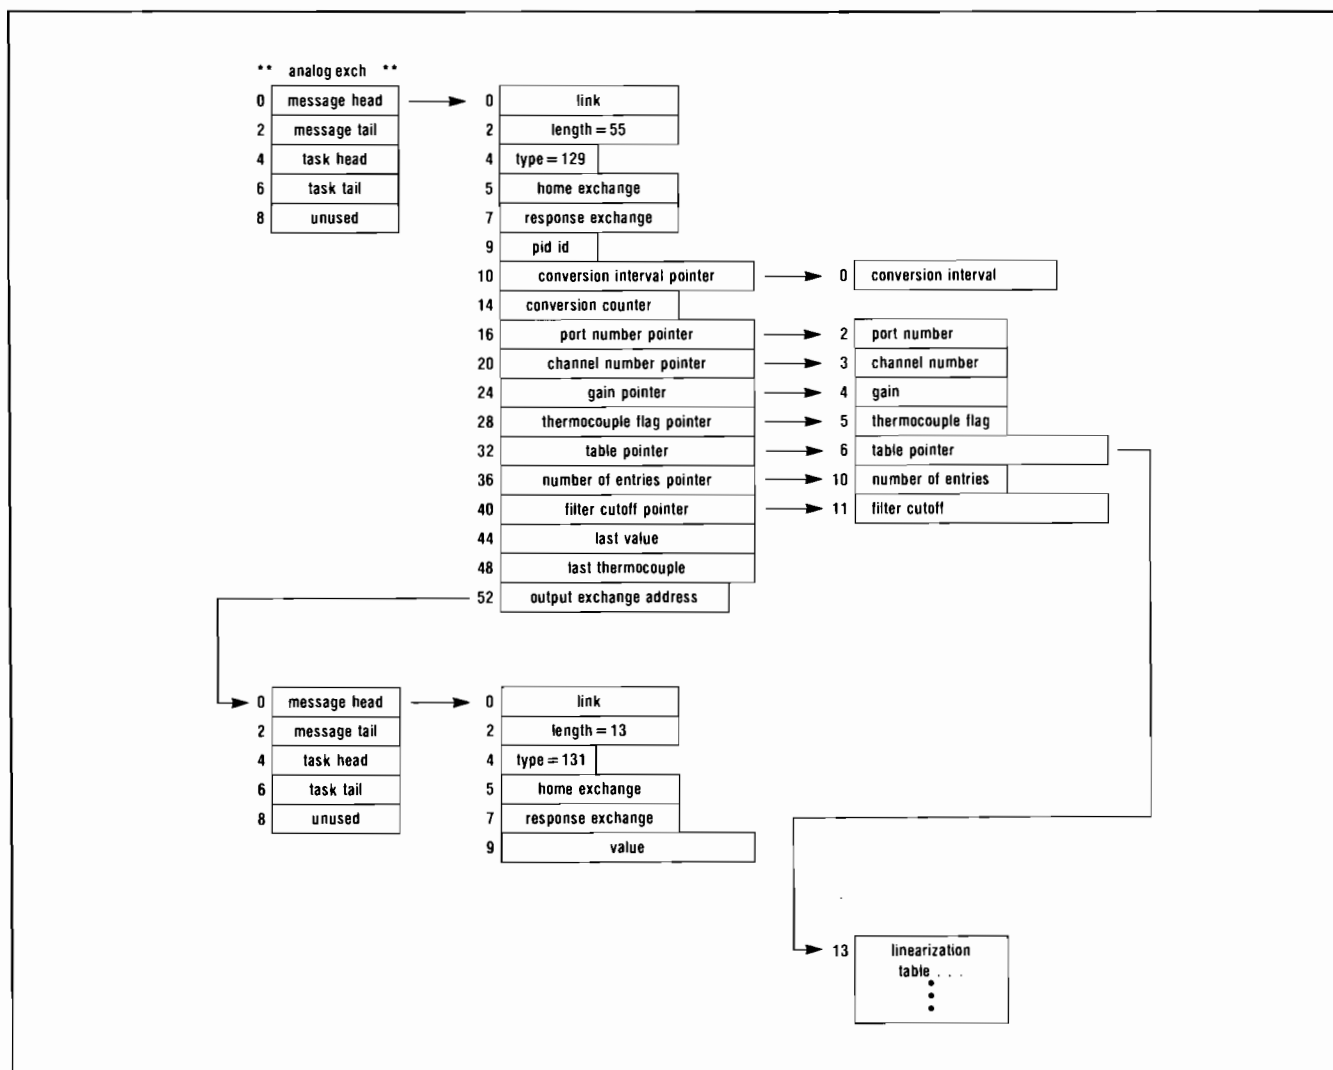 ** analog exch **
0 message head
2 message tail
4 task head
6 task tail
8 unused
0 link
2 length = 55
4 type = 129
5 home exchange
7 response exchange
9 pid id
10 conversion interval pointer
14 conversion counter
16 port number pointer
20 channel number pointer
24 gain pointer
28 thermocouple flag pointer
32 table pointer
36 number of entries pointer
40 filter cutoff pointer
44 last value
48 last thermocouple
52 output exchange address
0 conversion interval
2 port number
3 channel number
4 gain
5 thermocouple flag
6 table pointer
10 number of entries
11 filter cutoff
0 message head
2 message tail
4 task head
6 task tail
8 unused
0 link
2 length = 13
4 type = 131
5 home exchange
7 response exchange
9 value
13 linearization
table . . .